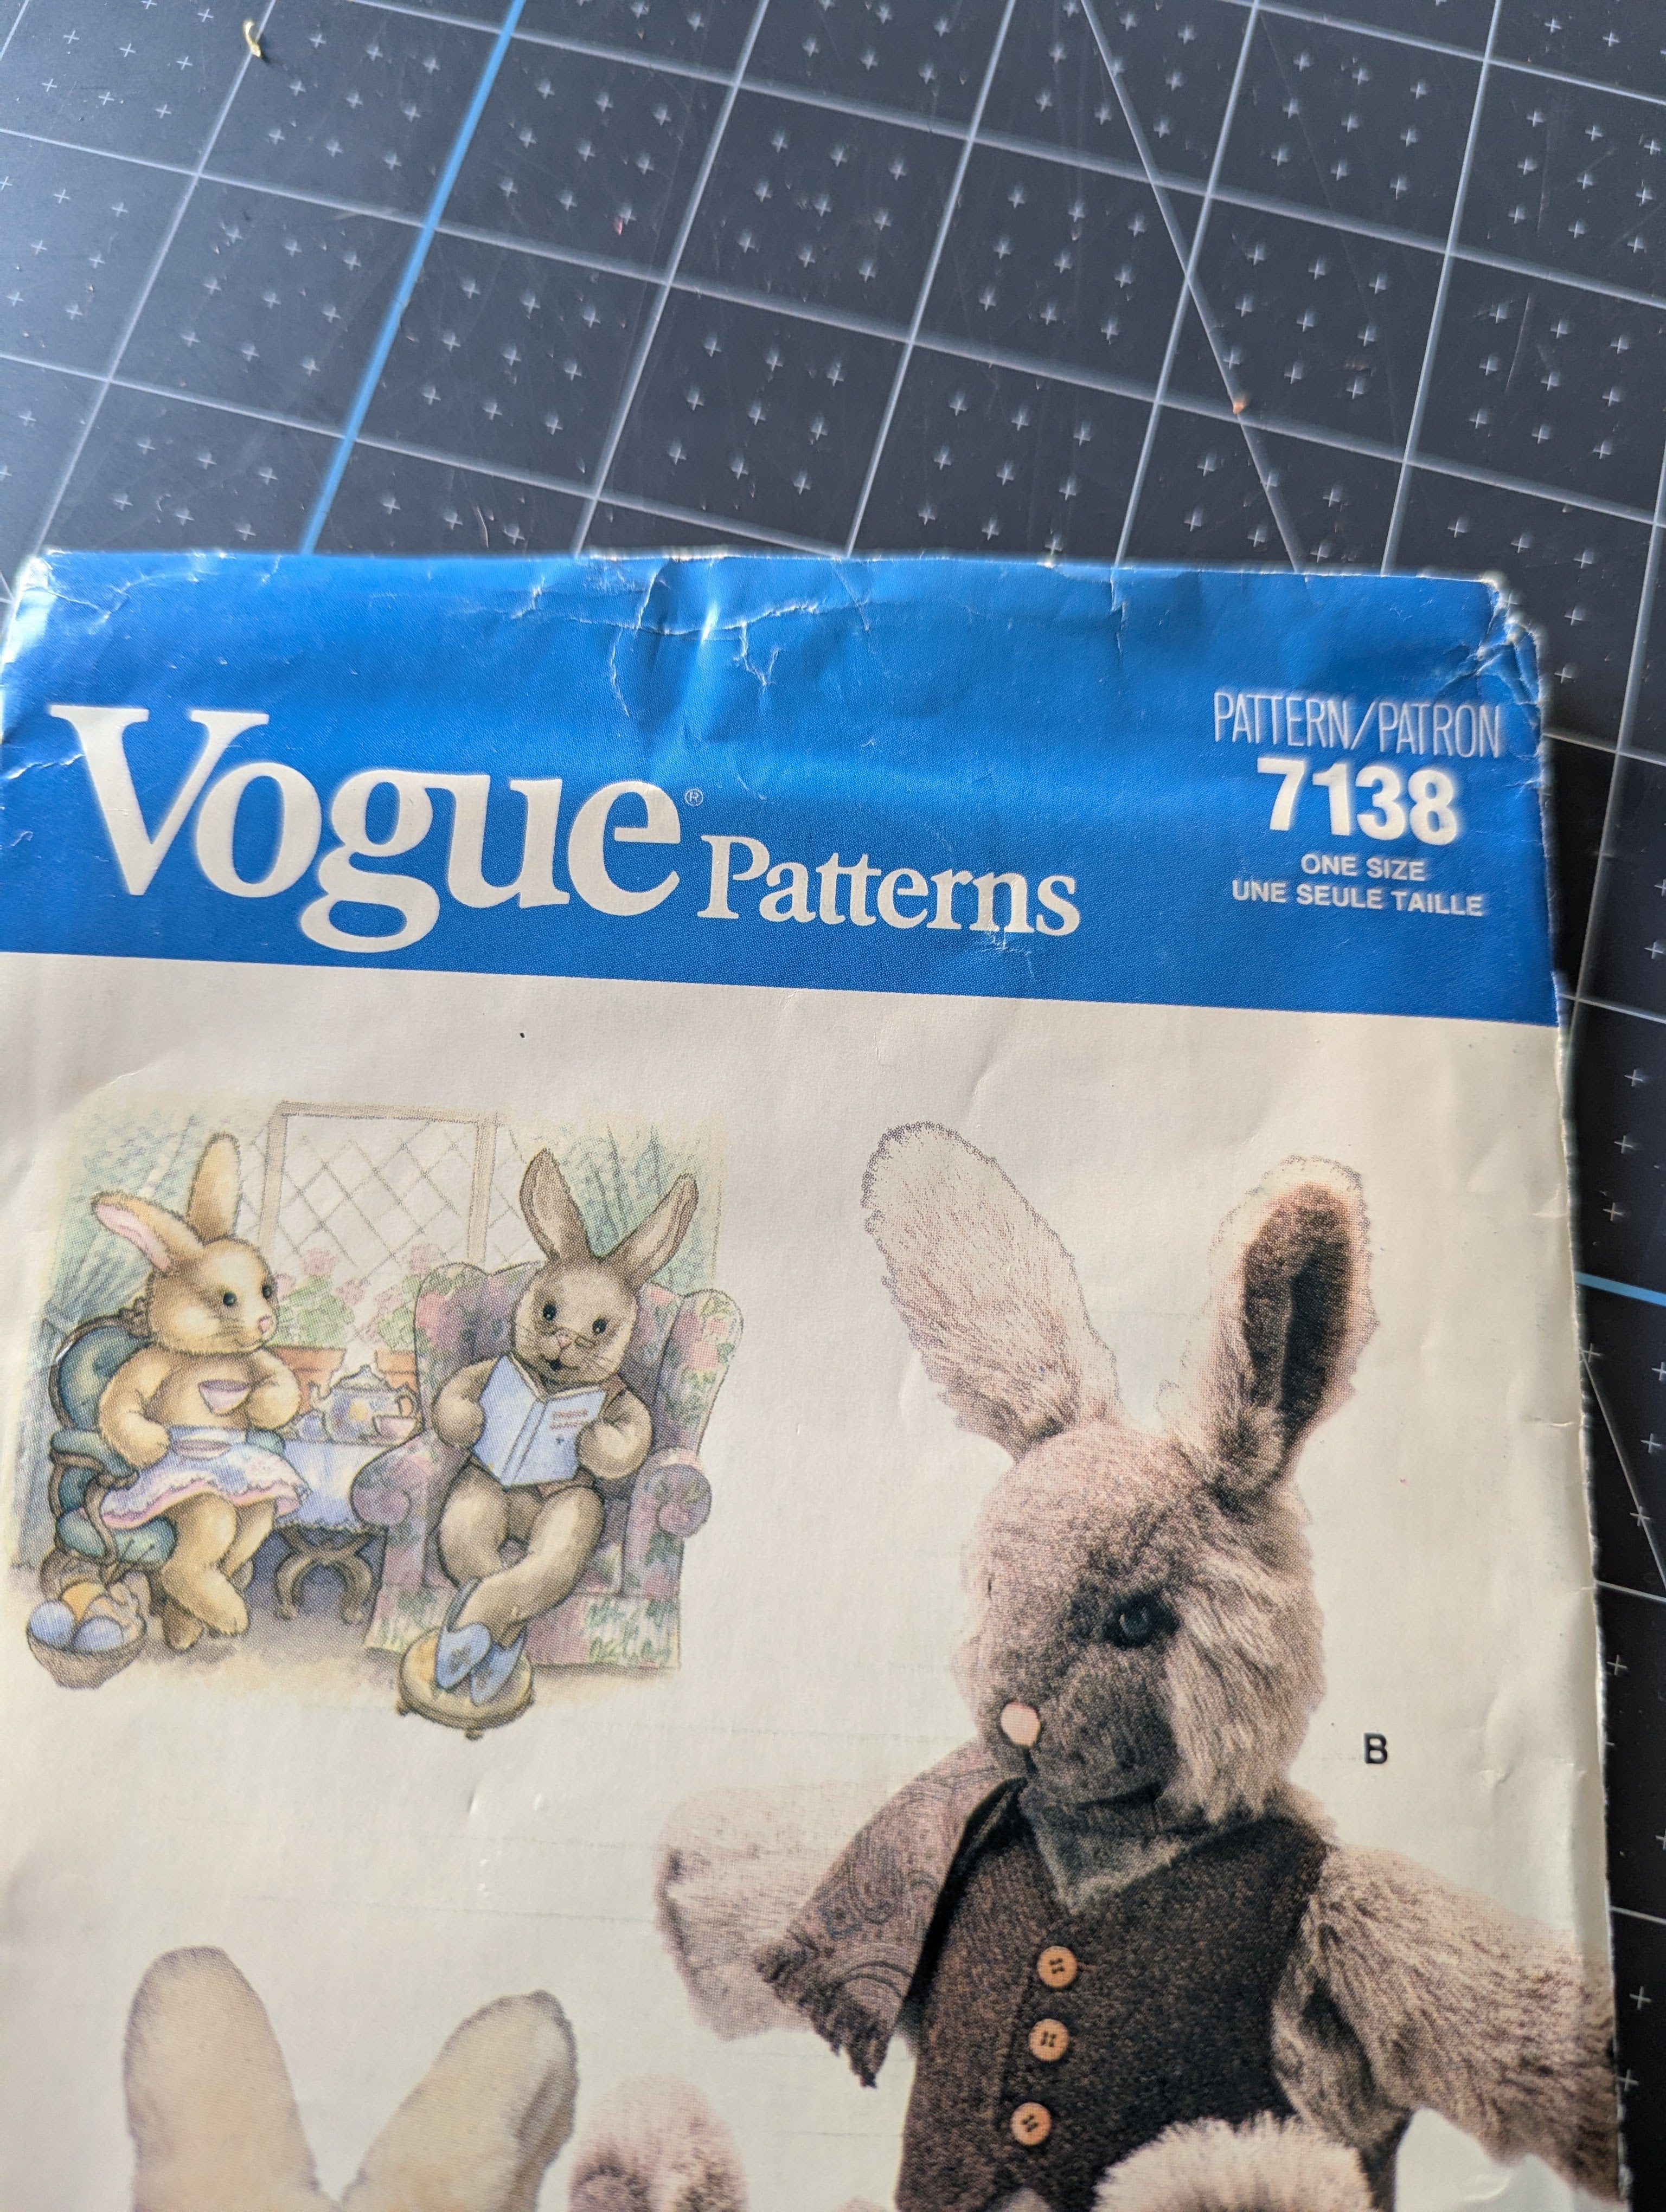 Vogue® Patterns
PATTERN/PATRON
7138
ONE SIZE
UNE SEULE TAILLE
B